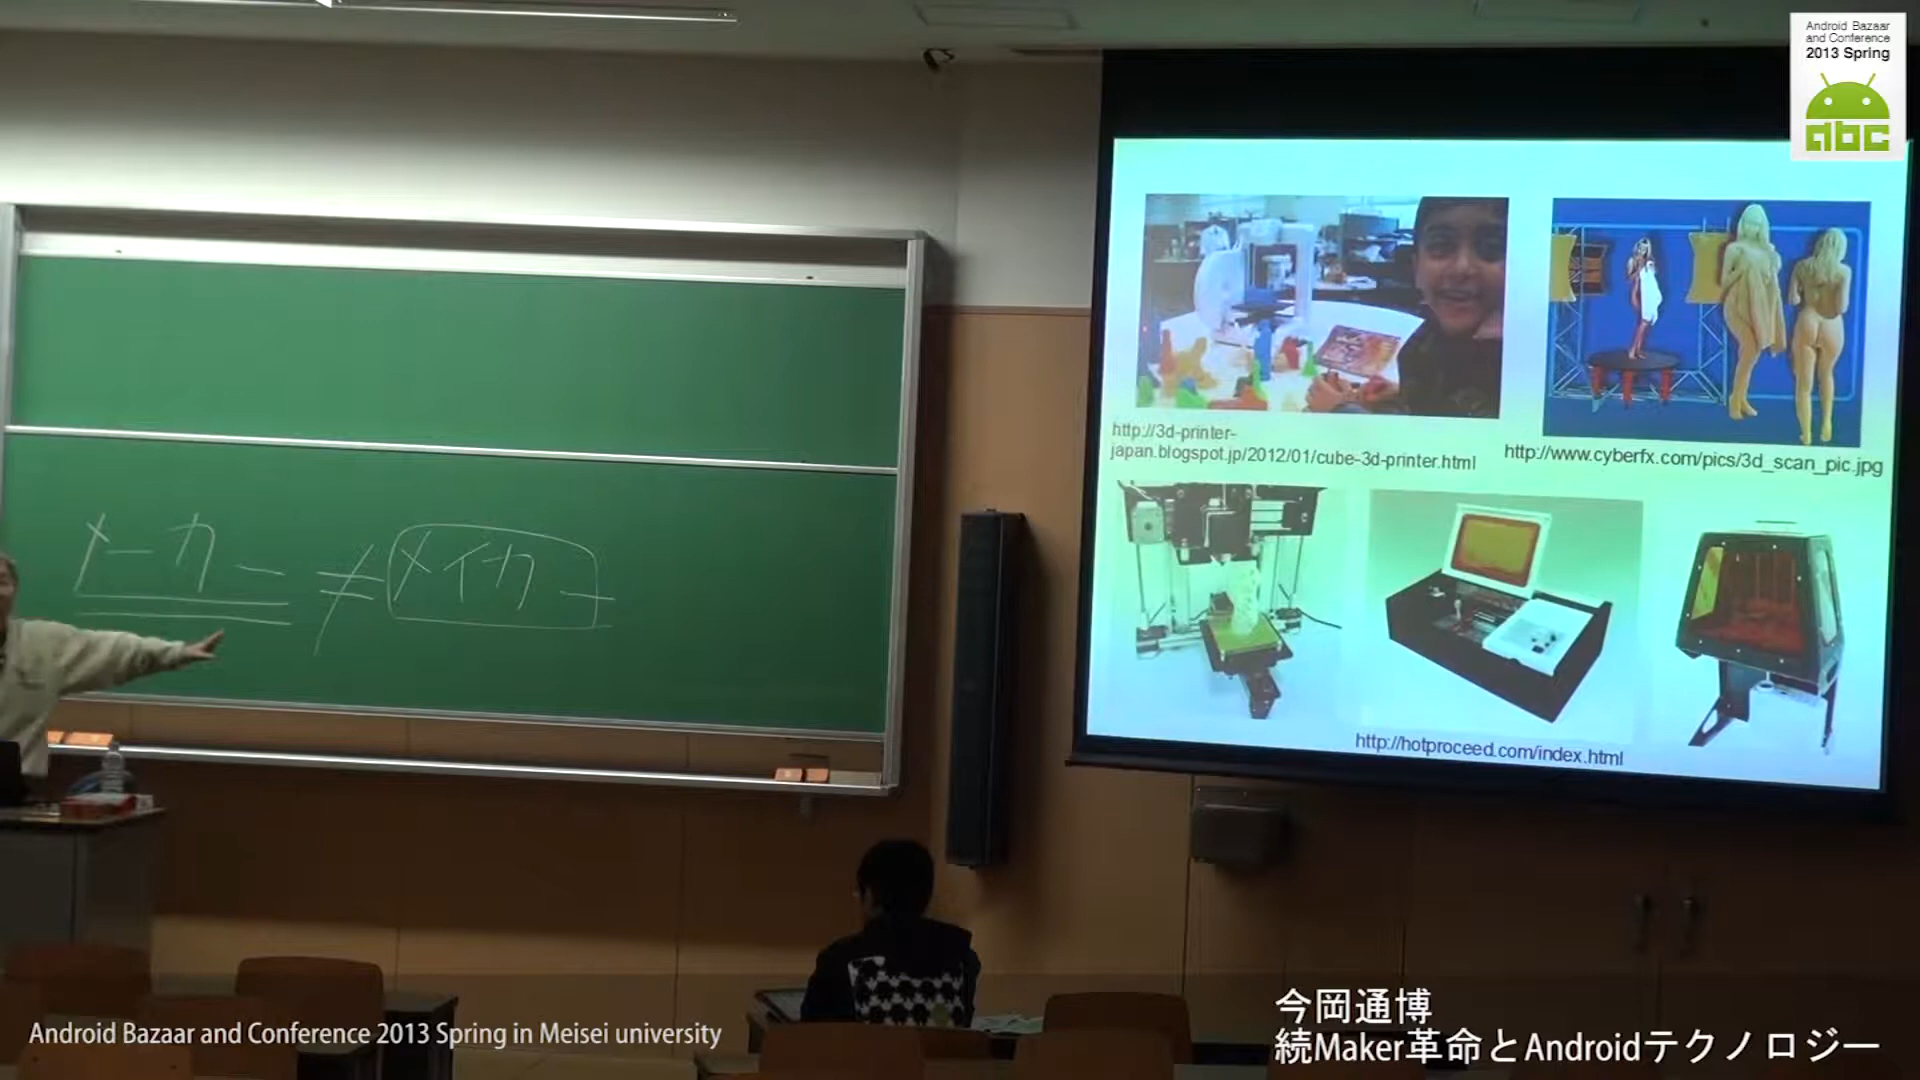 Android Bazaar
and Conference
2013 Spring
abc
メーカー ≠ メイカー
http://3d-printer-
japan.blogspot.jp/2012/01/cube-3d-printer.html
http://www.cyberfx.com/pics/3d_scan_pic.jpg
http://hotproceed.com/index.html
今岡通博
続Maker革命とAndroidテクノロジー
Android Bazaar and Conference 2013 Spring in Meisei university